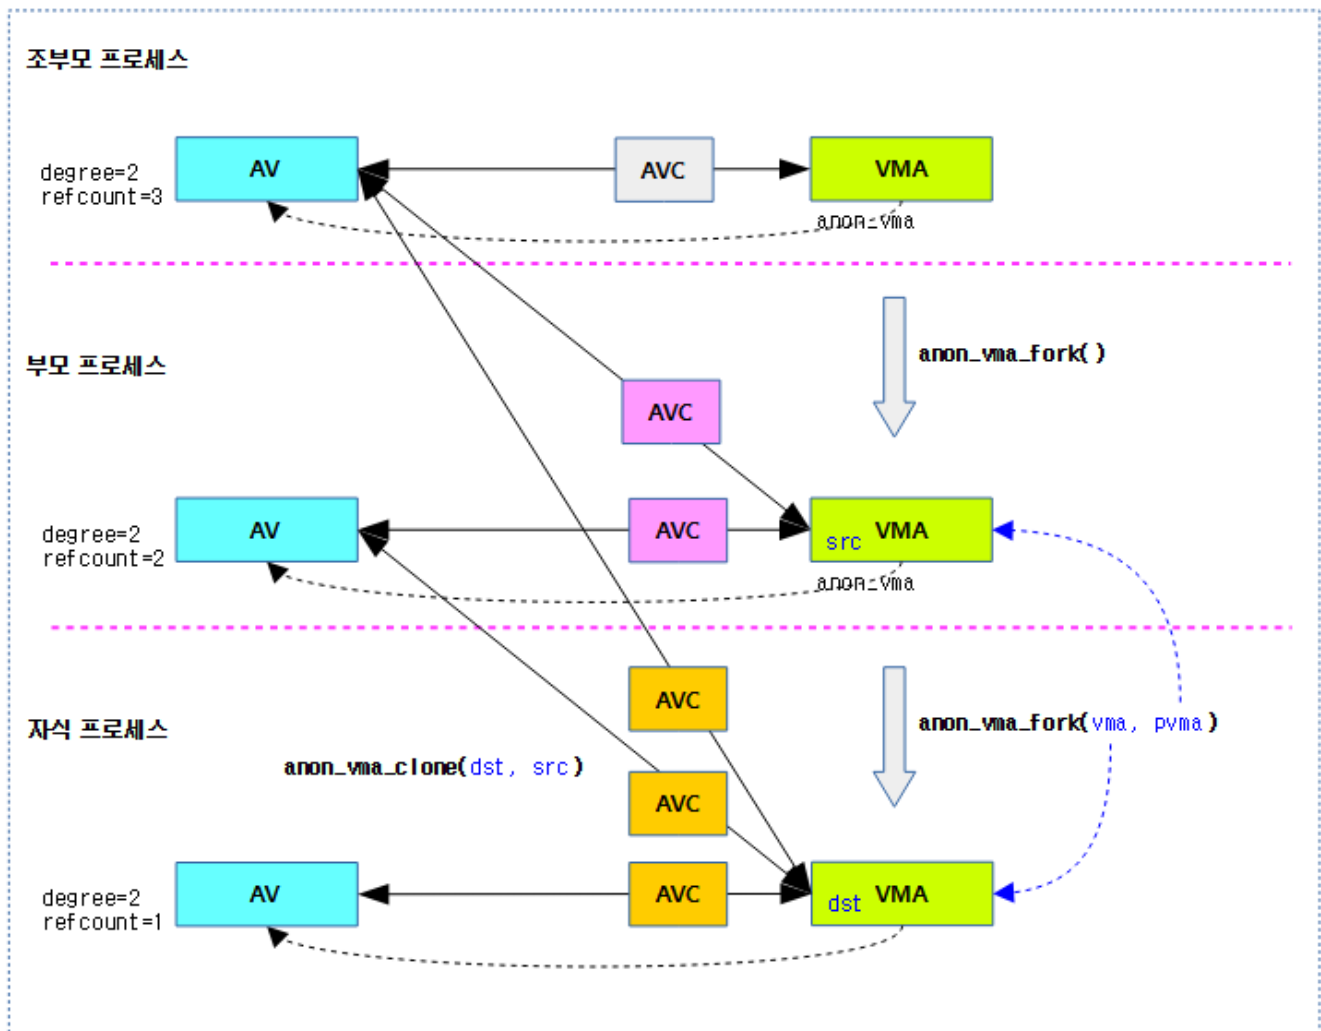 조부모 프로세스
AV
AVC
VMA
degree=2
refcount=3
anon_vma
anon_vma_fork()
부모 프로세스
AVC
AV
AVC
src VMA
degree=2
refcount=2
anon_vma
AVC
anon_vma_fork(vma, pvma)
자식 프로세스
anon_vma_clone(dst, src)
AVC
AV
AVC
dst VMA
degree=2
refcount=1